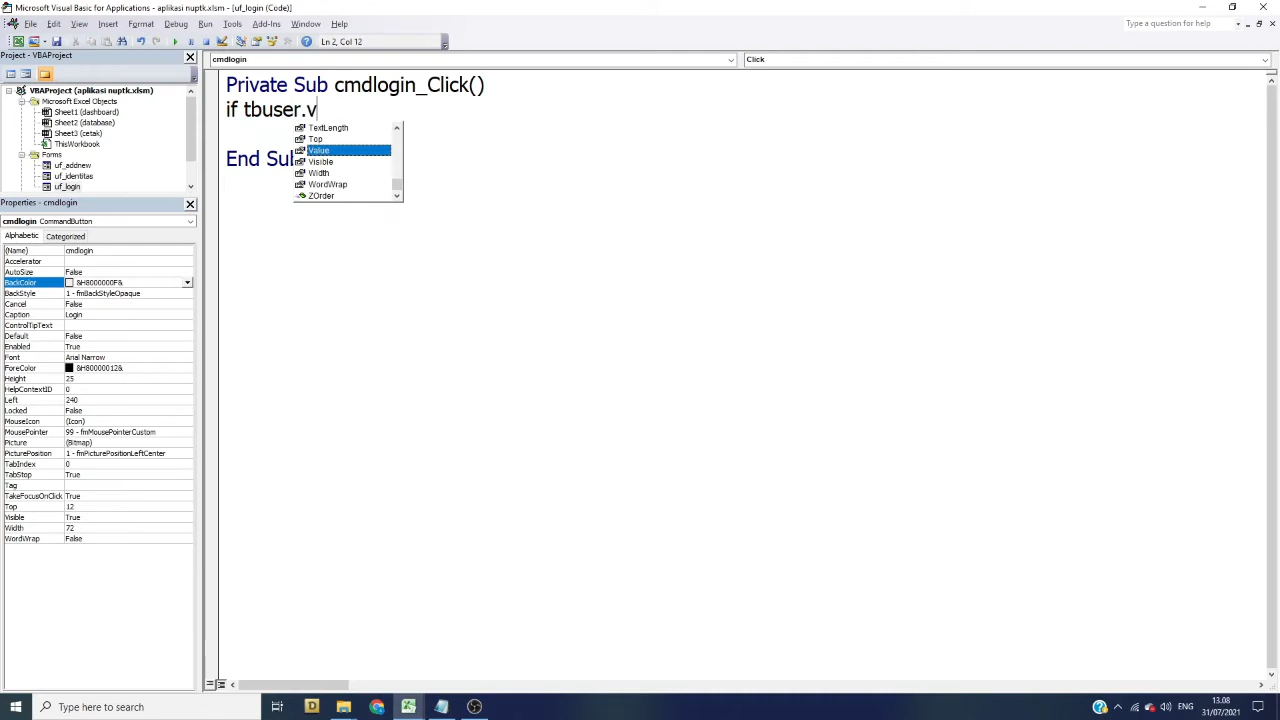 Microsoft Visual Basic for Applications - aplikasi nuptk.xlsm - [uf_login (Code)]
File Edit View Insert Format Debug Run Tools Add-Ins Window Help
Type a question for help
Ln 2, Col 12
Project - VBAProject
cmdlogin
Click
VBAProject (aplikasi nuptk.xlsm)
Microsoft Excel Objects
Sheet1 (dashboard)
Sheet2 (database)
Sheet3 (cetak)
ThisWorkbook
Forms
uf_addnew
uf_identitas
uf_login
Properties - cmdlogin
cmdlogin CommandButton
Alphabetic Categorized
(Name) cmdlogin
Accelerator
AutoSize False
BackColor &H8000000F&
BackStyle 1 - fmBackStyleOpaque
Cancel False
Caption Login
ControlTipText
Default False
Enabled True
Font Arial Narrow
ForeColor &H80000012&
Height 25
HelpContextID 0
Left 240
Locked False
MouseIcon (Icon)
MousePointer 99 - fmMousePointerCustom
Picture (Bitmap)
PicturePosition 1 - fmPicturePositionLeftCenter
TabIndex 0
TabStop True
Tag
TakeFocusOnClick True
Top 12
Visible True
Width 72
WordWrap False
Private Sub cmdlogin_Click()
if tbuser.v
TextLength
Top
Value
Visible
Width
WordWrap
ZOrder
End Sub
Type here to search
ENG
13.08
31/07/2021